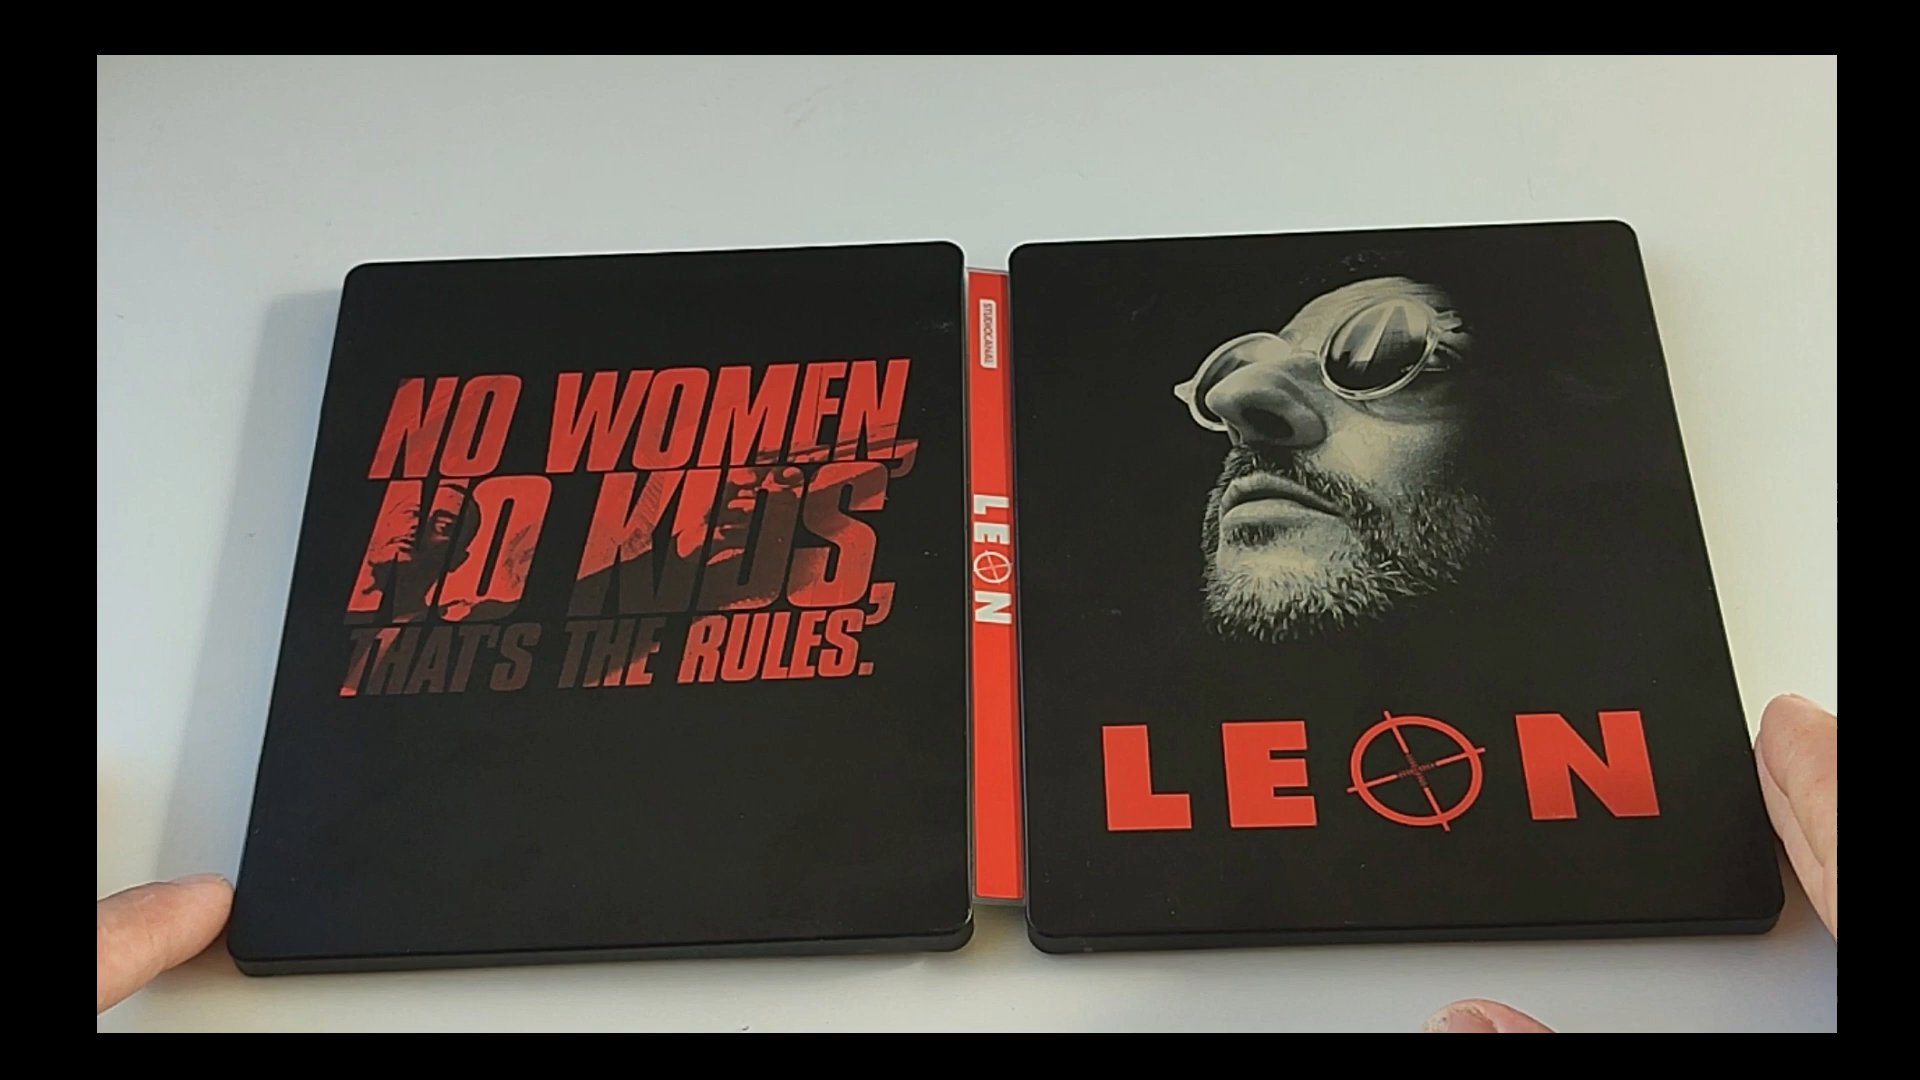 NO WOMEN,
NO KIDS,
THAT'S THE RULES.
STUDIOCANAL
LEON
LEON